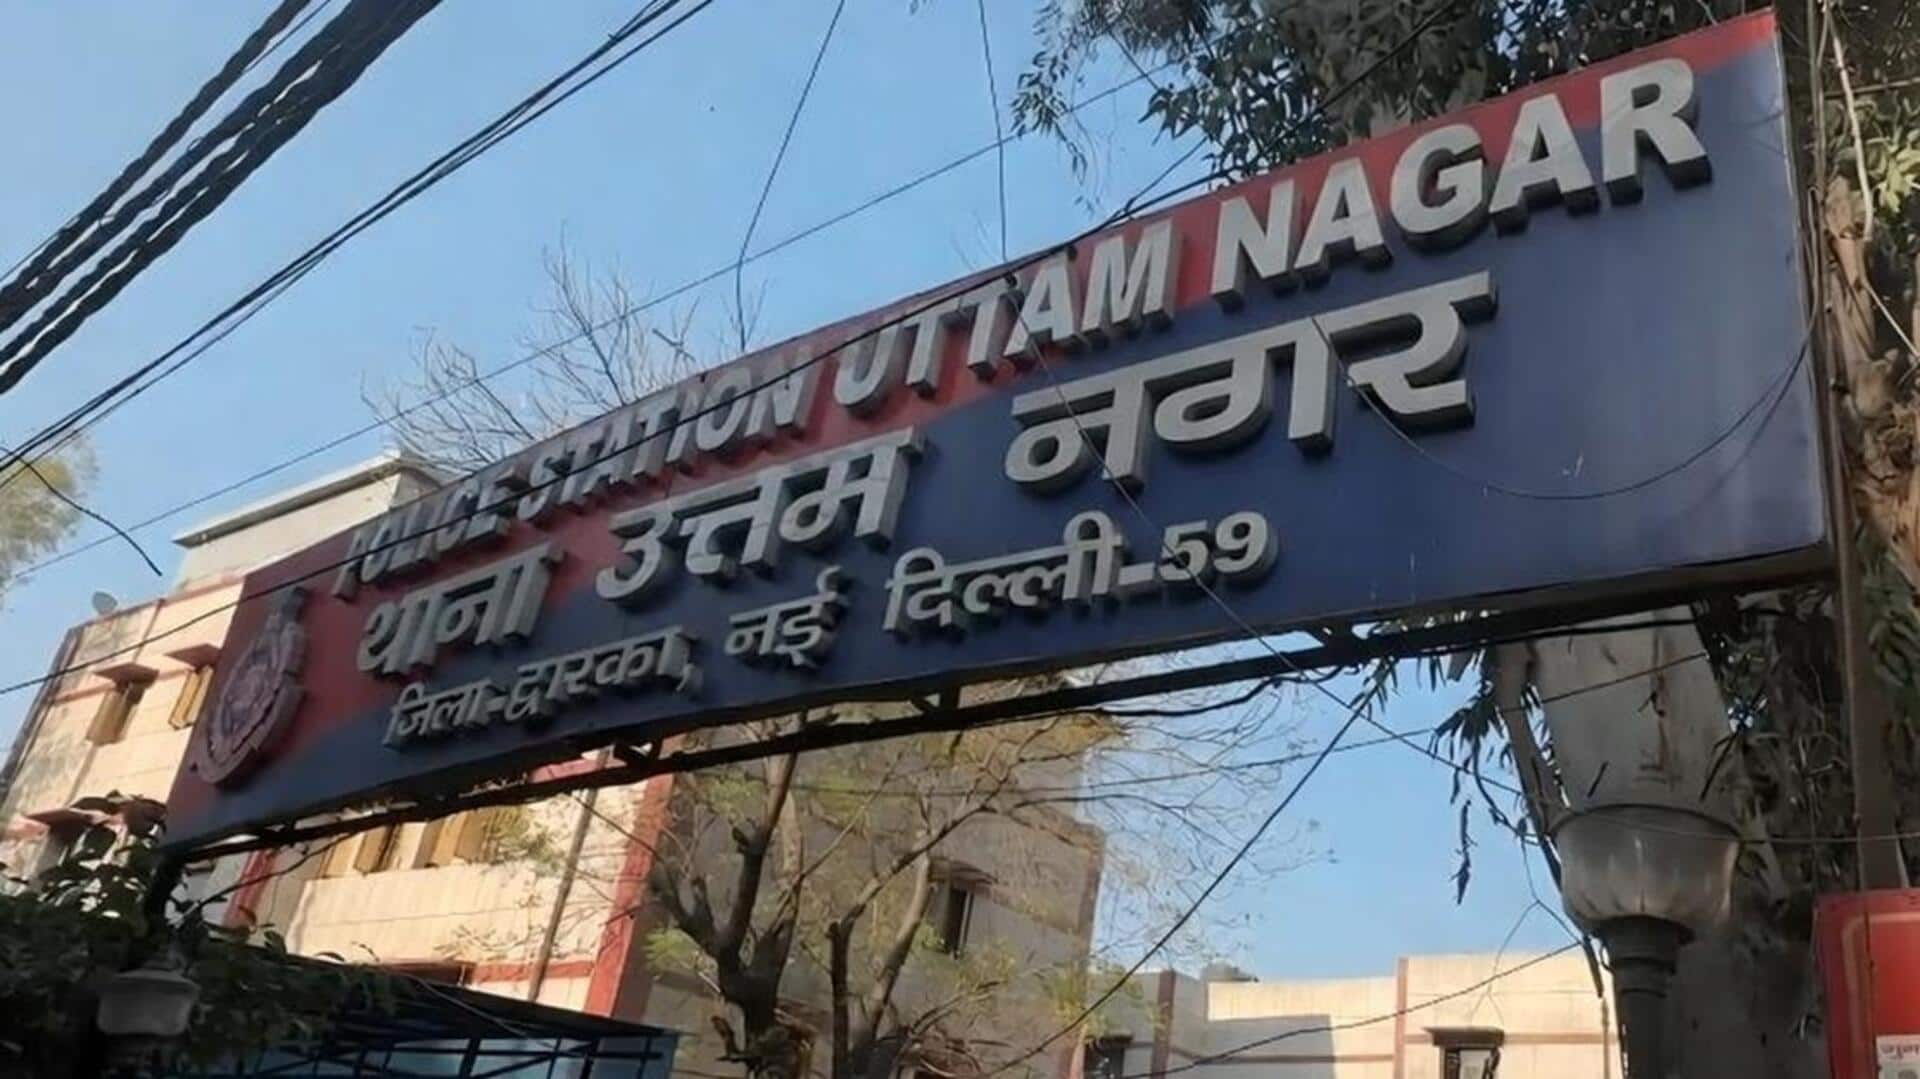 POLICE STATION UTTAM NAGAR
थाना उत्तम नगर
जिला-द्वारका, नई दिल्ली-59